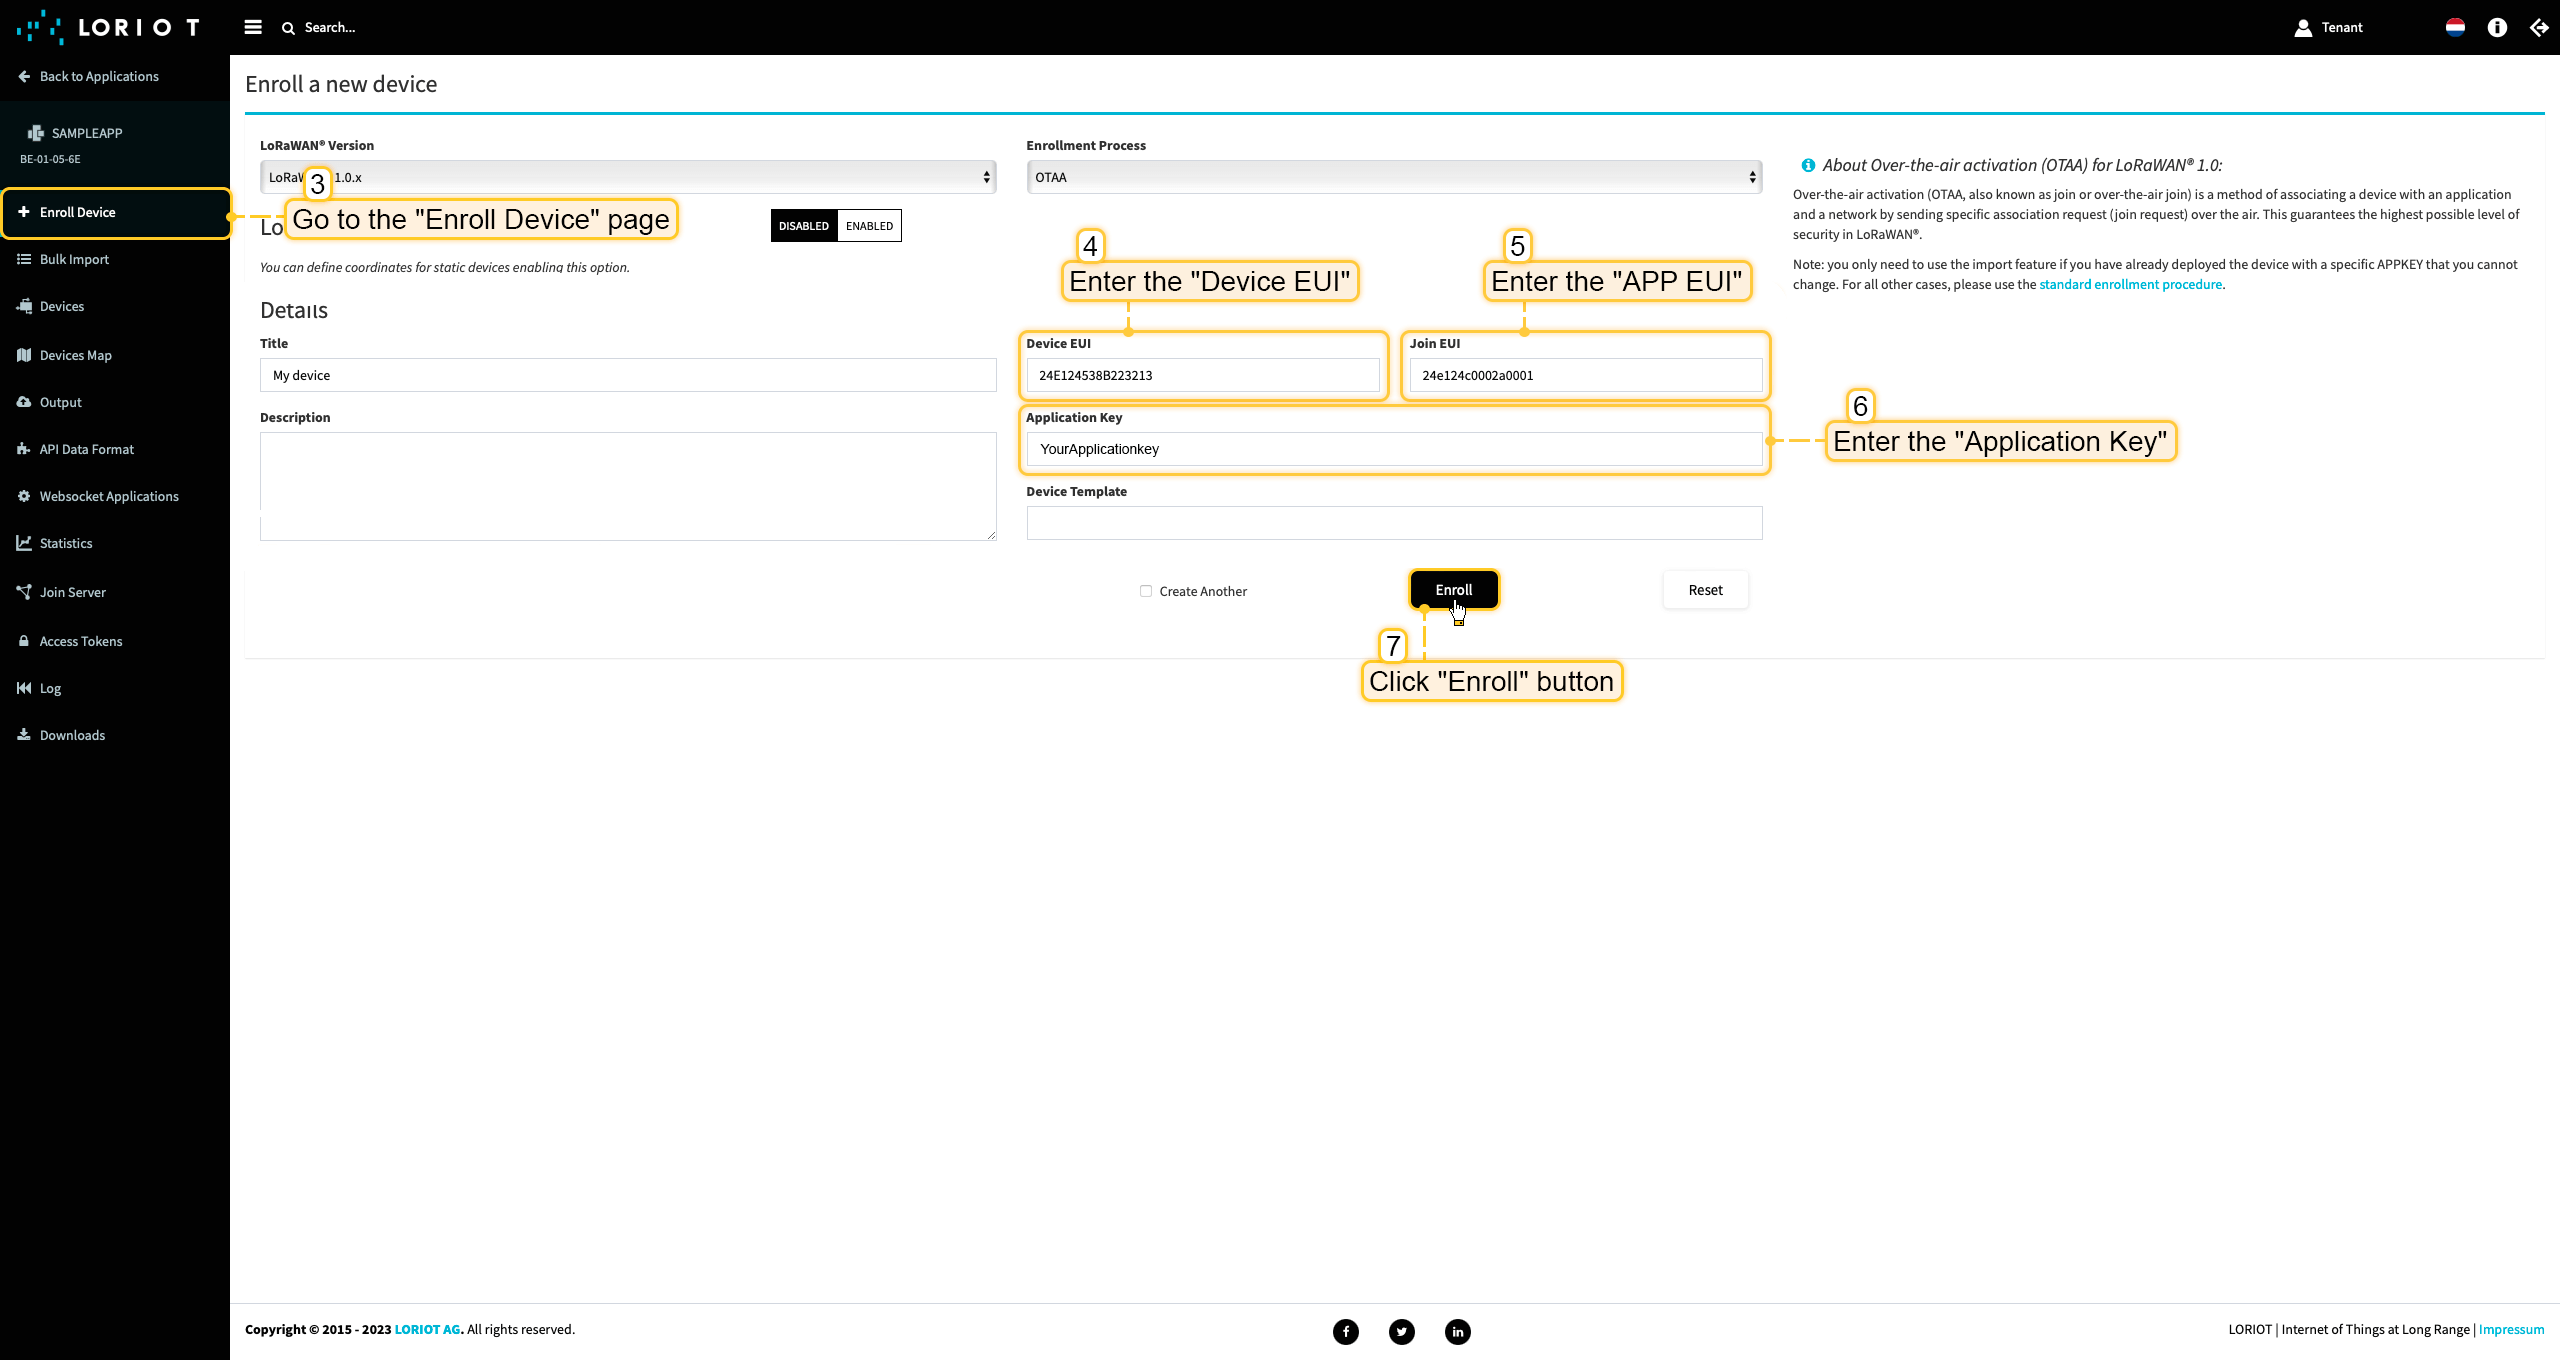 LORIOT
Search...
Tenant
Back to Applications
SAMPLEAPP
BE-01-05-6E
Enroll Device
Bulk Import
Devices
Devices Map
Output
API Data Format
Websocket Applications
Statistics
Join Server
Access Tokens
Log
Downloads
Enroll a new device
LoRaWAN® Version
LoRaW 1.0.x
3
Go to the "Enroll Device" page
Lo
DISABLED ENABLED
You can define coordinates for static devices enabling this option.
Details
Title
My device
Description
Enrollment Process
OTAA
4
Enter the "Device EUI"
5
Enter the "APP EUI"
Device EUI
24E124538B223213
Join EUI
24e124c0002a0001
Application Key
YourApplicationkey
6
Enter the "Application Key"
Device Template
Create Another
Enroll
Reset
7
Click "Enroll" button
About Over-the-air activation (OTAA) for LoRaWAN® 1.0:
Over-the-air activation (OTAA, also known as join or over-the-air join) is a method of associating a device with an application
and a network by sending specific association request (join request) over the air. This guarantees the highest possible level of
security in LoRaWAN®.
Note: you only need to use the import feature if you have already deployed the device with a specific APPKEY that you cannot
change. For all other cases, please use the standard enrollment procedure.
Copyright © 2015 - 2023 LORIOT AG. All rights reserved.
LORIOT | Internet of Things at Long Range | Impressum